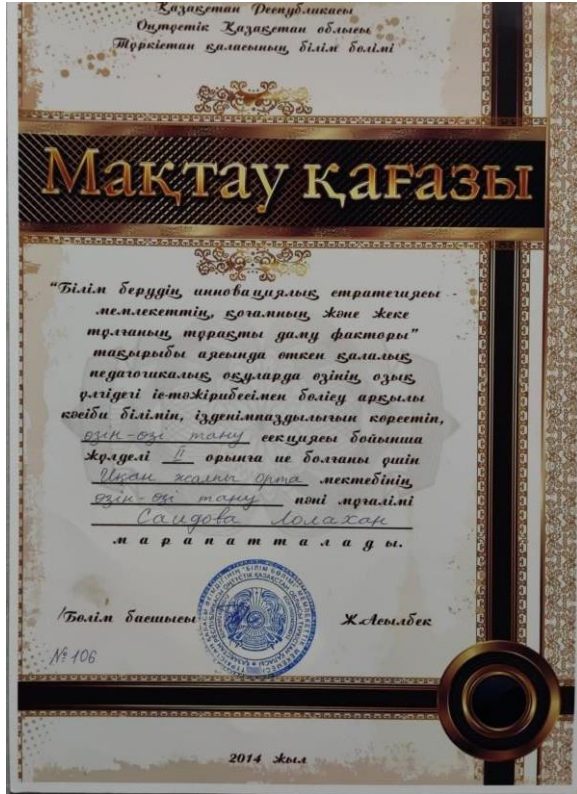 Қазақстан Республикасы
Оңтүстік Қазақстан облысы
Түркістан қаласының білім бөлімі
Мақтау қағазы
"Білім берудің инновациялық стратегиясы -
мемлекеттің, қоғамның және жеке
тұлғаның тұрақты даму факторы"
тақырыбы аясында өткен қалалық
педагогикалық оқуларда өзінің озық
үлгідегі іс-тәжірибесімен бөлісу арқылы
кәсіби білімін, ізденімпаздылығын көрсетіп,
өзін-өзі тану секциясы бойынша
жүлделі II орынға ие болғаны үшін
Иқан жалпы орта мектебінің
өзін-өзі тану пәні мұғалімі
Саидова Лолахан
марапатталады.
Бөлім басшысы Ж.Асылбек
№ 106
2014 жыл